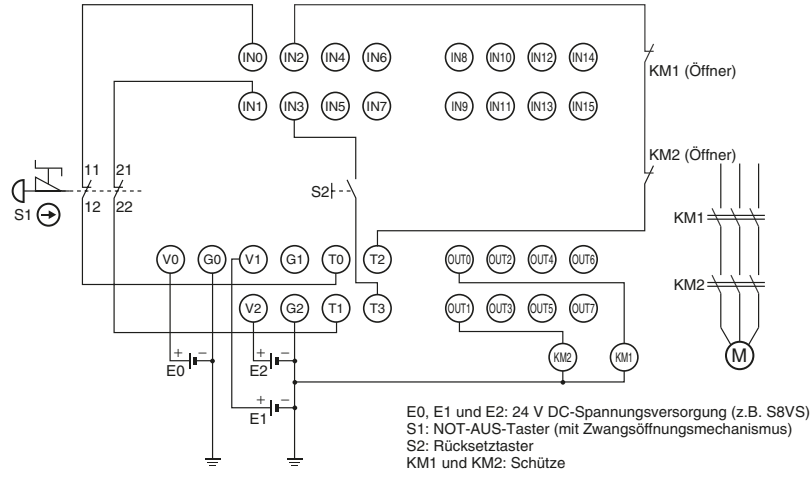 IN0 IN2 IN4 IN6 IN8 IN10 IN12 IN14
KM1 (Öffner)
IN1 IN3 IN5 IN7 IN9 IN11 IN13 IN15
KM2 (Öffner)
11 21
S2
12 22
S1
KM1
V0 G0 V1 G1 T0 T2 OUT0 OUT2 OUT4 OUT6
KM2
V2 G2 T1 T3 OUT1 OUT3 OUT5 OUT7
KM2 KM1 M
+ −
E0
+ −
E2
+ −
E1
E0, E1 und E2: 24 V DC-Spannungsversorgung (z.B. S8VS)
S1: NOT-AUS-Taster (mit Zwangsöffnungsmechanismus)
S2: Rücksetztaster
KM1 und KM2: Schütze